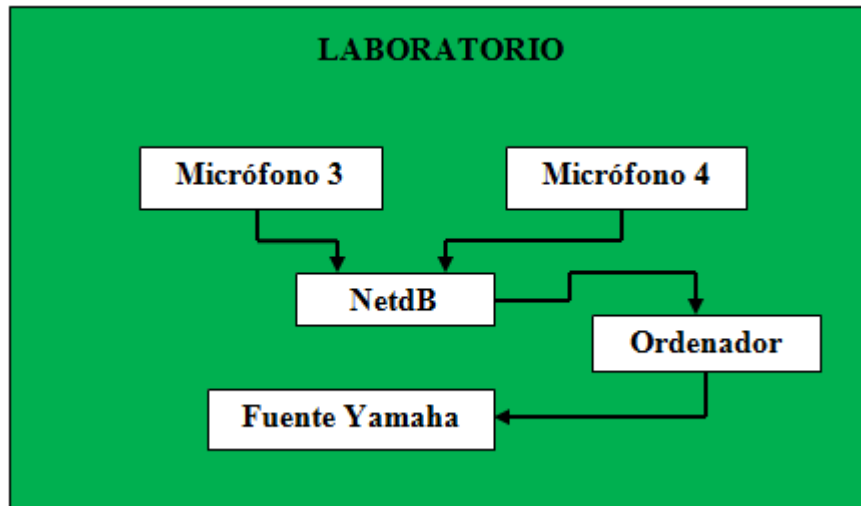 LABORATORIO
Micrófono 3
Micrófono 4
NetdB
Ordenador
Fuente Yamaha